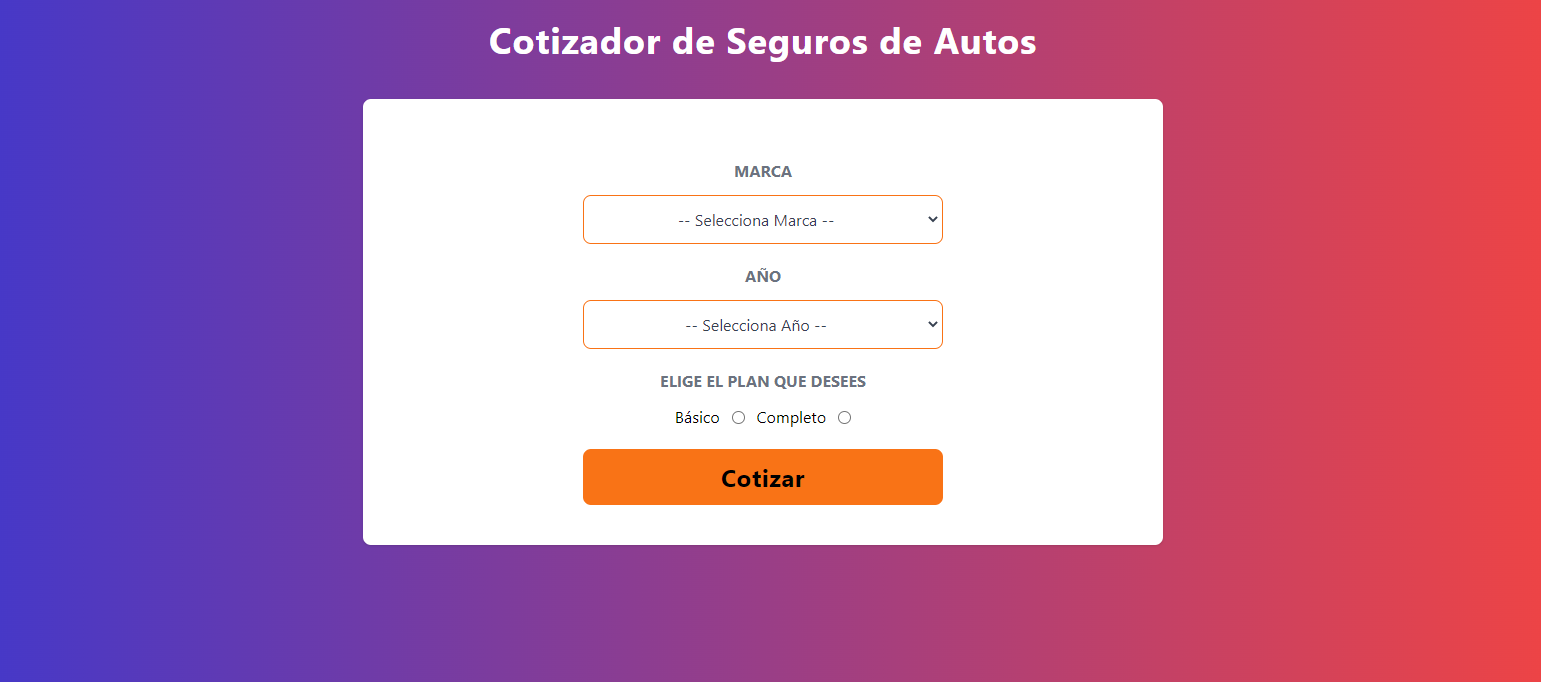 Cotizador de Seguros de Autos
MARCA
-- Selecciona Marca --
AÑO
-- Selecciona Año --
ELIGE EL PLAN QUE DESEES
Básico Completo
Cotizar